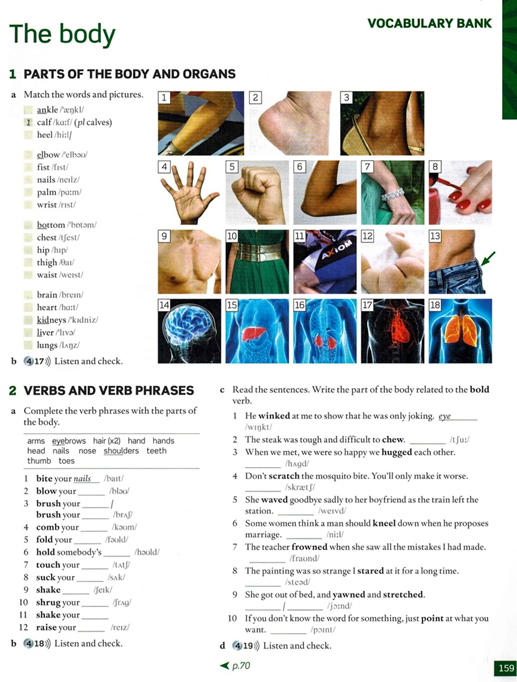 The body
VOCABULARY BANK
1 PARTS OF THE BODY AND ORGANS
a Match the words and pictures.
ankle /ˈæŋkl/
1 calf /kɑːf/ (pl calves)
heel /hiːl/
elbow /ˈelbəʊ/
fist /fɪst/
nails /neɪlz/
palm /pɑːm/
wrist /rɪst/
bottom /ˈbɒtəm/
chest /tʃest/
hip /hɪp/
thigh /θaɪ/
waist /weɪst/
brain /breɪn/
heart /hɑːt/
kidneys /ˈkɪdniz/
liver /ˈlɪvə/
lungs /lʌŋz/
b 4 17 Listen and check.
1
2
3
4
5
6
7
8
9
10
11
AXIOM
12
13
14
15
16
17
18
2 VERBS AND VERB PHRASES
a Complete the verb phrases with the parts of
the body.
arms eyebrows hair (x2) hand hands
head nails nose shoulders teeth
thumb toes
1 bite your nails /baɪt/
2 blow your ______ /bləʊ/
3 brush your ______ /
brush your ______ /brʌʃ/
4 comb your ______ /kəʊm/
5 fold your ______ /fəʊld/
6 hold somebody's ______ /həʊld/
7 touch your ______ /tʌtʃ/
8 suck your ______ /sʌk/
9 shake ______ /ʃeɪk/
10 shrug your ______ /ʃrʌg/
11 shake your ______
12 raise your ______ /reɪz/
b 4 18 Listen and check.
c Read the sentences. Write the part of the body related to the bold
verb.
1 He winked at me to show that he was only joking. eye
/wɪŋkt/
2 The steak was tough and difficult to chew. ______ /tʃuː/
3 When we met, we were so happy we hugged each other.
______ /hʌgd/
4 Don't scratch the mosquito bite. You'll only make it worse.
______ /skrætʃ/
5 She waved goodbye sadly to her boyfriend as the train left the
station. ______ /weɪvd/
6 Some women think a man should kneel down when he proposes
marriage. ______ /niːl/
7 The teacher frowned when she saw all the mistakes I had made.
______ /fraʊnd/
8 The painting was so strange I stared at it for a long time.
______ /steəd/
9 She got out of bed, and yawned and stretched.
______ / ______ /jɔːnd/
10 If you don't know the word for something, just point at what you
want. ______ /pɔɪnt/
d 4 19 Listen and check.
p.70
159